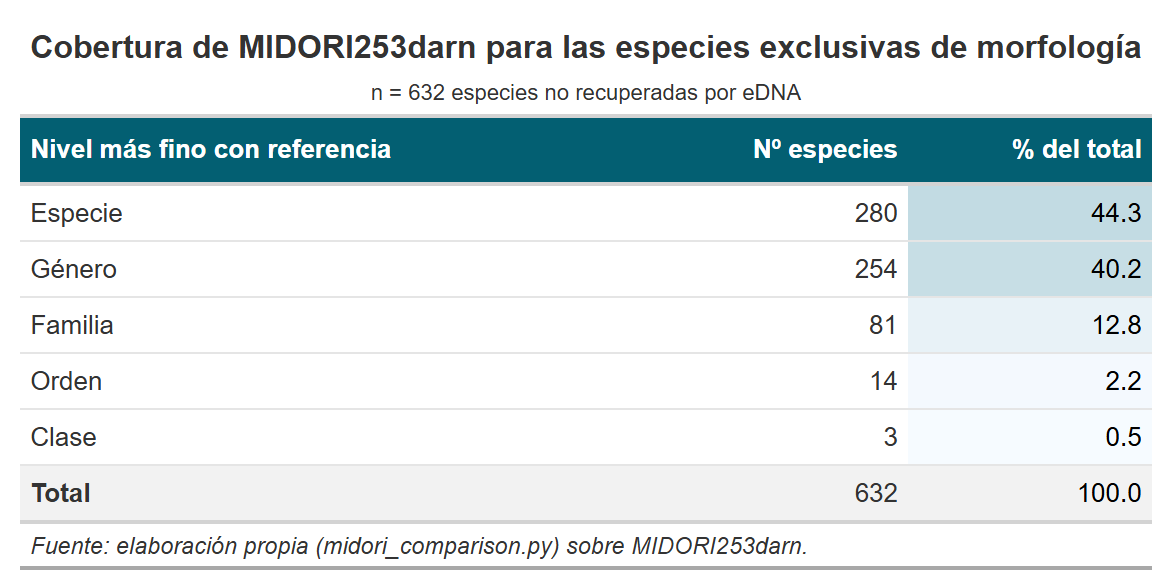 Cobertura de MIDORI253darn para las especies exclusivas de morfología
n = 632 especies no recuperadas por eDNA
Nivel más fino con referencia Nº especies % del total
Especie 280 44.3
Género 254 40.2
Familia 81 12.8
Orden 14 2.2
Clase 3 0.5
Total 632 100.0
Fuente: elaboración propia (midori_comparison.py) sobre MIDORI253darn.